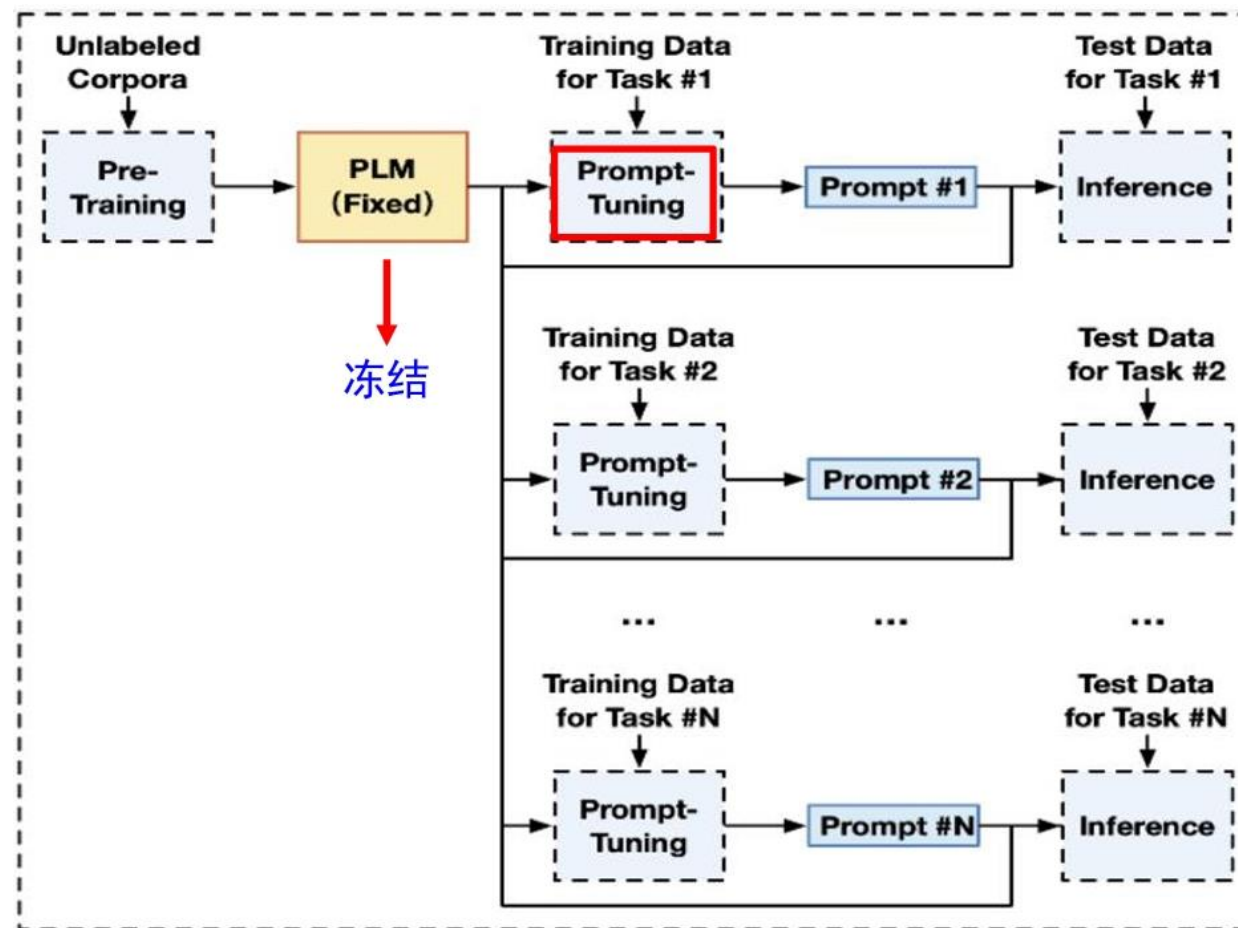 Unlabeled
Corpora
Training Data
for Task #1
Test Data
for Task #1
Pre-
Training
PLM
(Fixed)
Prompt-
Tuning
Prompt #1
Inference
冻结
Training Data
for Task #2
Test Data
for Task #2
Prompt-
Tuning
Prompt #2
Inference
...
...
...
Training Data
for Task #N
Test Data
for Task #N
Prompt-
Tuning
Prompt #N
Inference